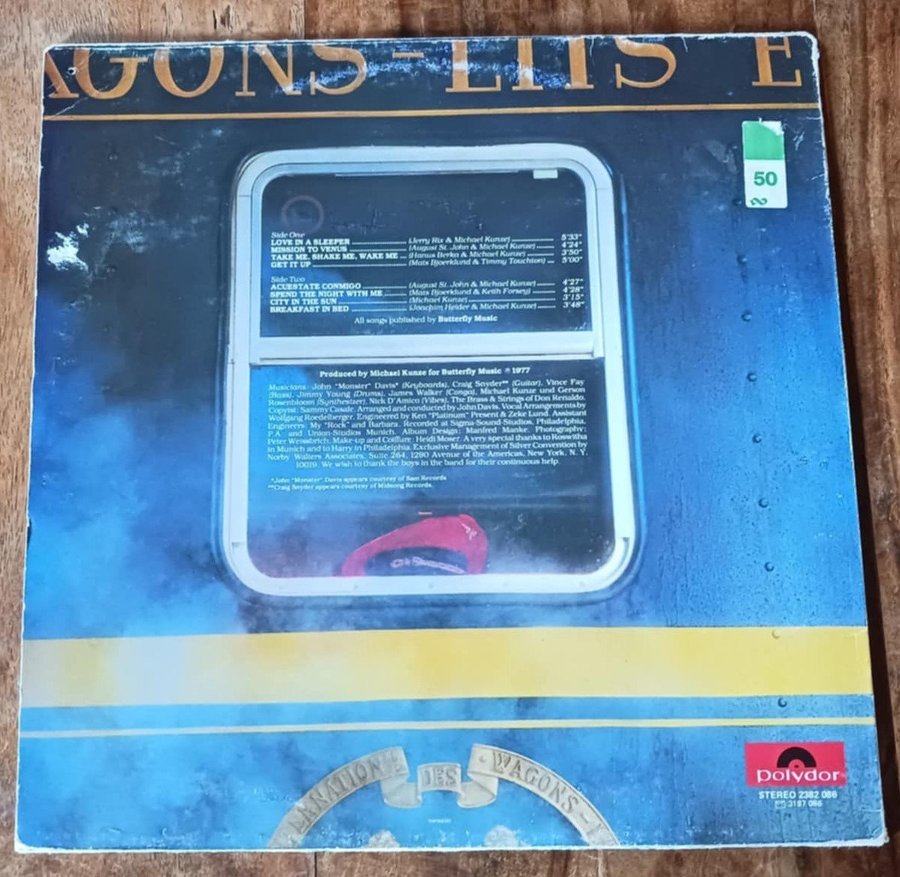 AGONS-LITS E
50
Side One
LOVE IN A SLEEPER (Jerry Rix & Michael Kunze) 5'33"
MISSION TO VENUS (August St. John & Michael Kunze) 4'24"
TAKE ME, SHAKE ME, WAKE ME (Hanus Berka & Michael Kunze) 3'50"
GET IT UP (Mats Bjoerklund & Timmy Touchton) 5'00"
Side Two
ACUESTATE CONMIGO (August St. John & Michael Kunze) 4'27"
SPEND THE NIGHT WITH ME (Mats Bjoerklund & Keith Forsey) 4'28"
CITY IN THE SUN (Michael Kunze) 3'15"
BREAKFAST IN BED (Joachim Heider & Michael Kunze) 3'48"
All songs published by Butterfly Music
Produced by Michael Kunze for Butterfly Music ℗ 1977
Musicians: John "Monster" Davis* (Keyboards), Craig Snyder** (Guitar), Vince Fay
(Bass), Jimmy Young (Drums), James Walker (Conga), Michael Kunze und Gerson
Rosenbloom (Synthesizer), Nick D'Amico (Vibes), The Brass & Strings of Don Renaldo.
Copyist: Sammy Casale. Arranged and conducted by John Davis. Vocal Arrangements by
Wolfgang Roedelberger. Engineered by Ken "Platinum" Present & Zeke Lund. Assistant
Engineers: My "Rock" and Barbara. Recorded at Sigma-Sound-Studios, Philadelphia,
P.A. and Union-Studios Munich. Album Design: Manfred Manke. Photography:
Peter Weissbrich. Make-up and Coiffure: Heidi Moser. A very special thanks to Roswitha
in Munich and to Harry in Philadelphia. Exclusive Management of Silver Convention by
Norby Walters Associates, Suite 264, 1290 Avenue of the Americas, New York, N.Y.
10019. We wish to thank the boys in the band for their continuous help.
*John "Monster" Davis appears courtesy of Sam Records
**Craig Snyder appears courtesy of Midsong Records.
NATIONALE DES WAGONS-L
polydor
STEREO 2382 086
3197 086